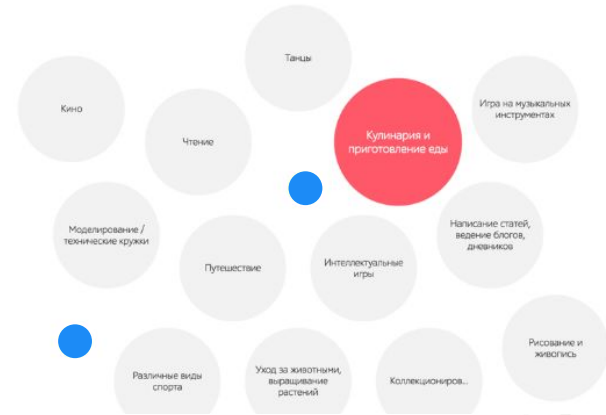 Танцы
Кино
Чтение
Кулинария и
приготовление еды
Игра на музыкальных
инструментах
Моделирование /
технические кружки
Путешествие
Интеллектуальные
игры
Написание статей,
ведение блогов,
дневников
Различные виды
спорта
Уход за животными,
выращивание
растений
Коллекциониров...
Рисование и
живопись